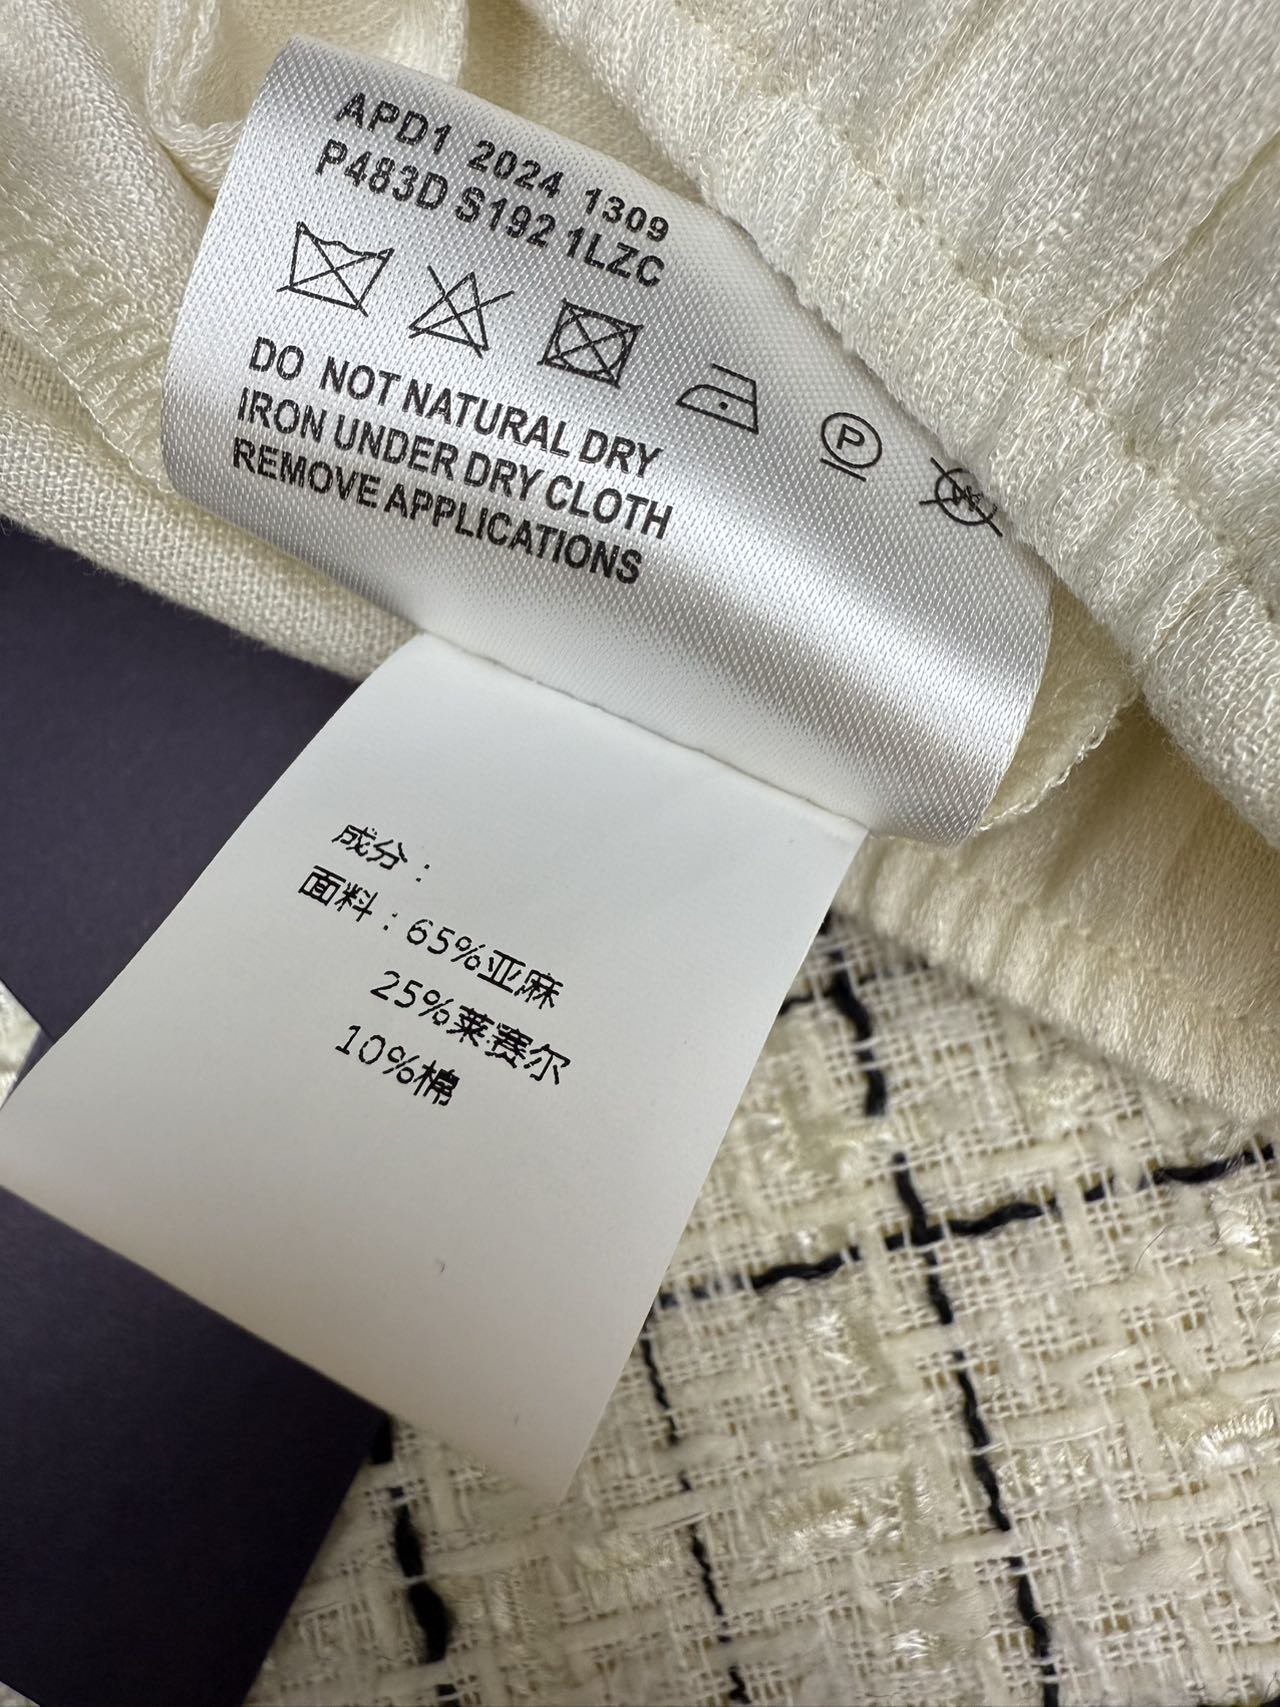 APD1 2024 1309
P483D S192 1LZC
P
DO NOT NATURAL DRY
IRON UNDER DRY CLOTH
REMOVE APPLICATIONS
成分：
面料：65%亚麻
25%莱赛尔
10%棉